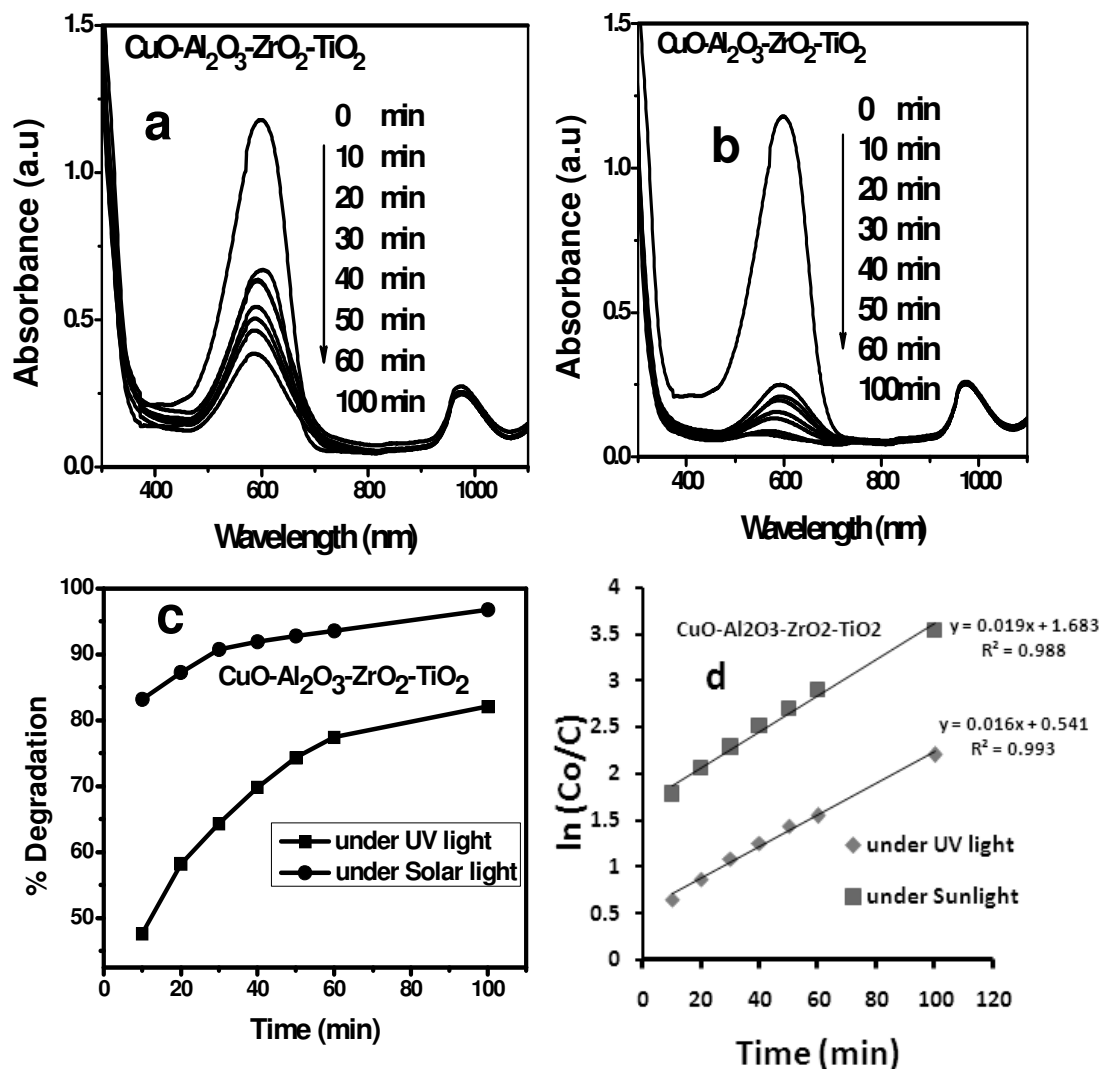 CuO-Al₂O₃-ZrO₂-TiO₂
a
0 min
10 min
20 min
30 min
40 min
50 min
60 min
100 min
Absorbance (a.u)
1.5
1.0
0.5
0.0
400 600 800 1000
Wavelength (nm)
CuO-Al₂O₃-ZrO₂-TiO₂
b
0 min
10 min
20 min
30 min
40 min
50 min
60 min
100min
Absorbance (a.u)
1.5
1.0
0.5
0.0
400 600 800 1000
Wavelength (nm)
c
CuO-Al₂O₃-ZrO₂-TiO₂
under UV light
under Solar light
% Degradation
100
90
80
70
60
50
0 20 40 60 80 100
Time (min)
CuO-Al2O3-ZrO2-TiO2
d
y = 0.019x + 1.683
R² = 0.988
y = 0.016x + 0.541
R² = 0.993
under UV light
under Sunlight
ln (Co/C)
4
3.5
3
2.5
2
1.5
1
0.5
0
0 20 40 60 80 100 120
Time (min)